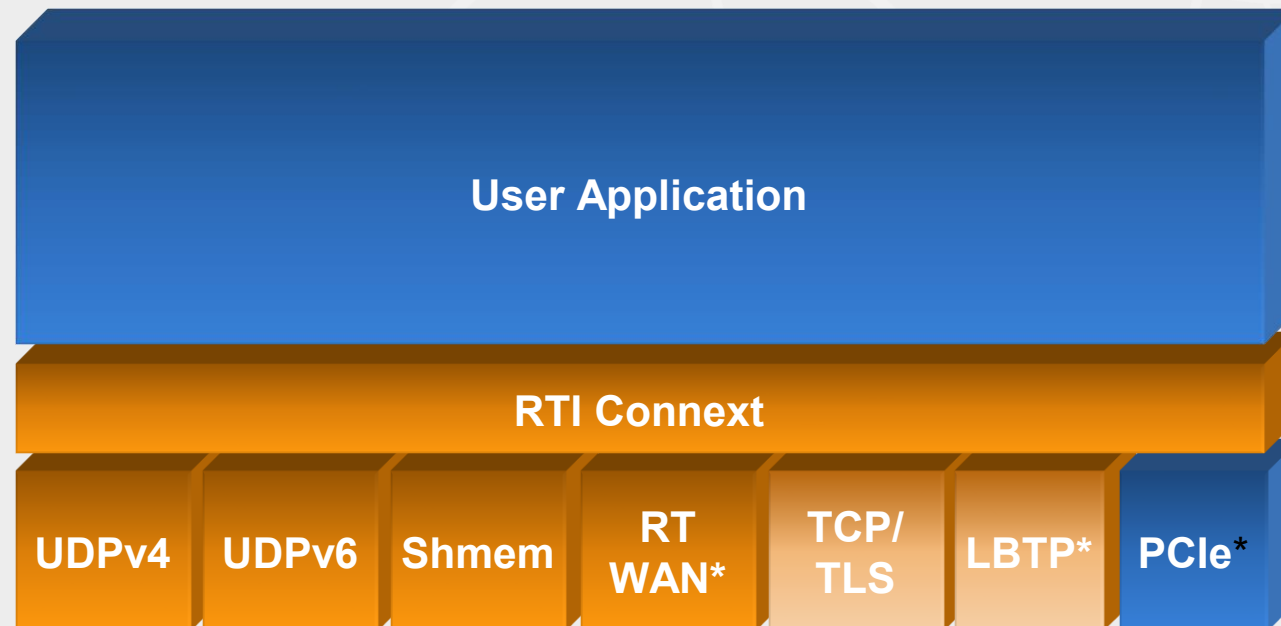 User Application
RTI Connext
UDPv4
UDPv6
Shmem
RT
WAN*
TCP/
TLS
LBTP*
PCIe*